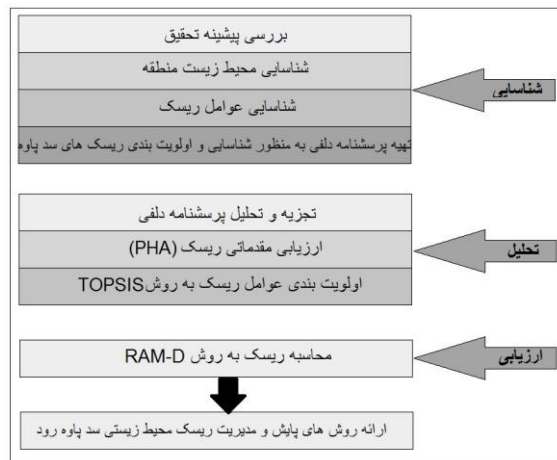 بررسی پیشینه تحقیق
شناسایی محیط زیست منطقه
شناسایی عوامل ریسک
تهیه پرسشنامه دلفی به منظور شناسایی و اولویت بندی ریسک های سد پاوه
شناسایی
تجزیه و تحلیل پرسشنامه دلفی
ارزیابی مقدماتی ریسک (PHA)
اولویت بندی عوامل ریسک به روش TOPSIS
تحلیل
محاسبه ریسک به روش RAM-D
ارزیابی
ارائه روش های پایش و مدیریت ریسک محیط زیستی سد پاوه رود